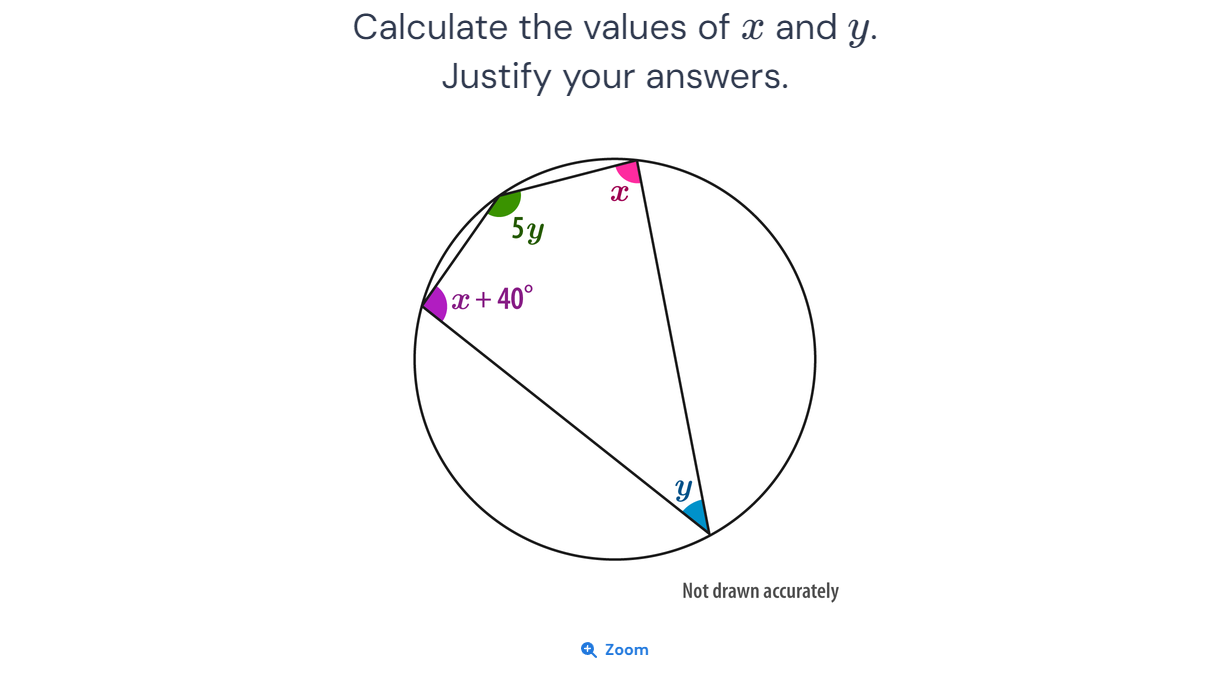 Calculate the values of x and y.
Justify your answers.
x
5y
x + 40°
y
Not drawn accurately
Zoom